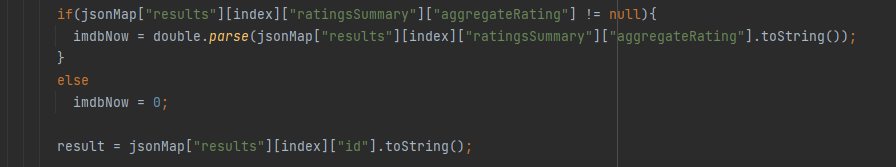 if(jsonMap["results"][index]["ratingsSummary"]["aggregateRating"] != null){
imdbNow = double.parse(jsonMap["results"][index]["ratingsSummary"]["aggregateRating"].toString());
}
else
imdbNow = 0;
result = jsonMap["results"][index]["id"].toString();